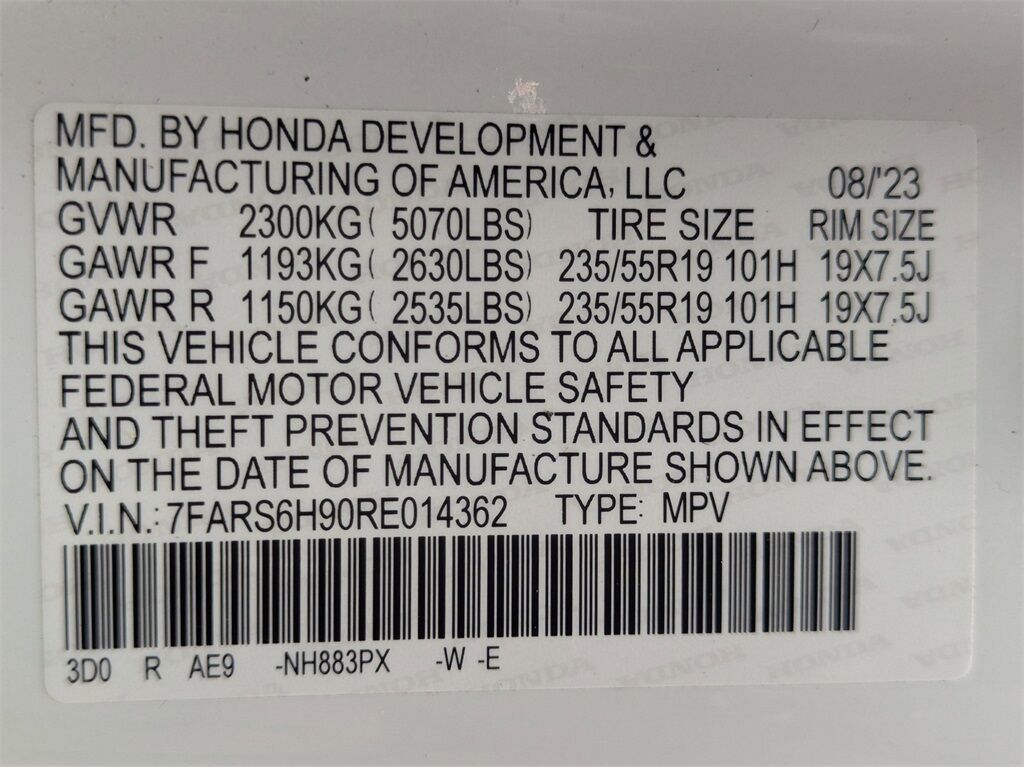 MFD. BY HONDA DEVELOPMENT &
MANUFACTURING OF AMERICA, LLC 08/'23
GVWR 2300KG( 5070LBS) TIRE SIZE RIM SIZE
GAWR F 1193KG( 2630LBS) 235/55R19 101H 19X7.5J
GAWR R 1150KG( 2535LBS) 235/55R19 101H 19X7.5J
THIS VEHICLE CONFORMS TO ALL APPLICABLE
FEDERAL MOTOR VEHICLE SAFETY
AND THEFT PREVENTION STANDARDS IN EFFECT
ON THE DATE OF MANUFACTURE SHOWN ABOVE.
V.I.N.: 7FARS6H90RE014362 TYPE: MPV
3D0 R AE9 -NH883PX -W -E